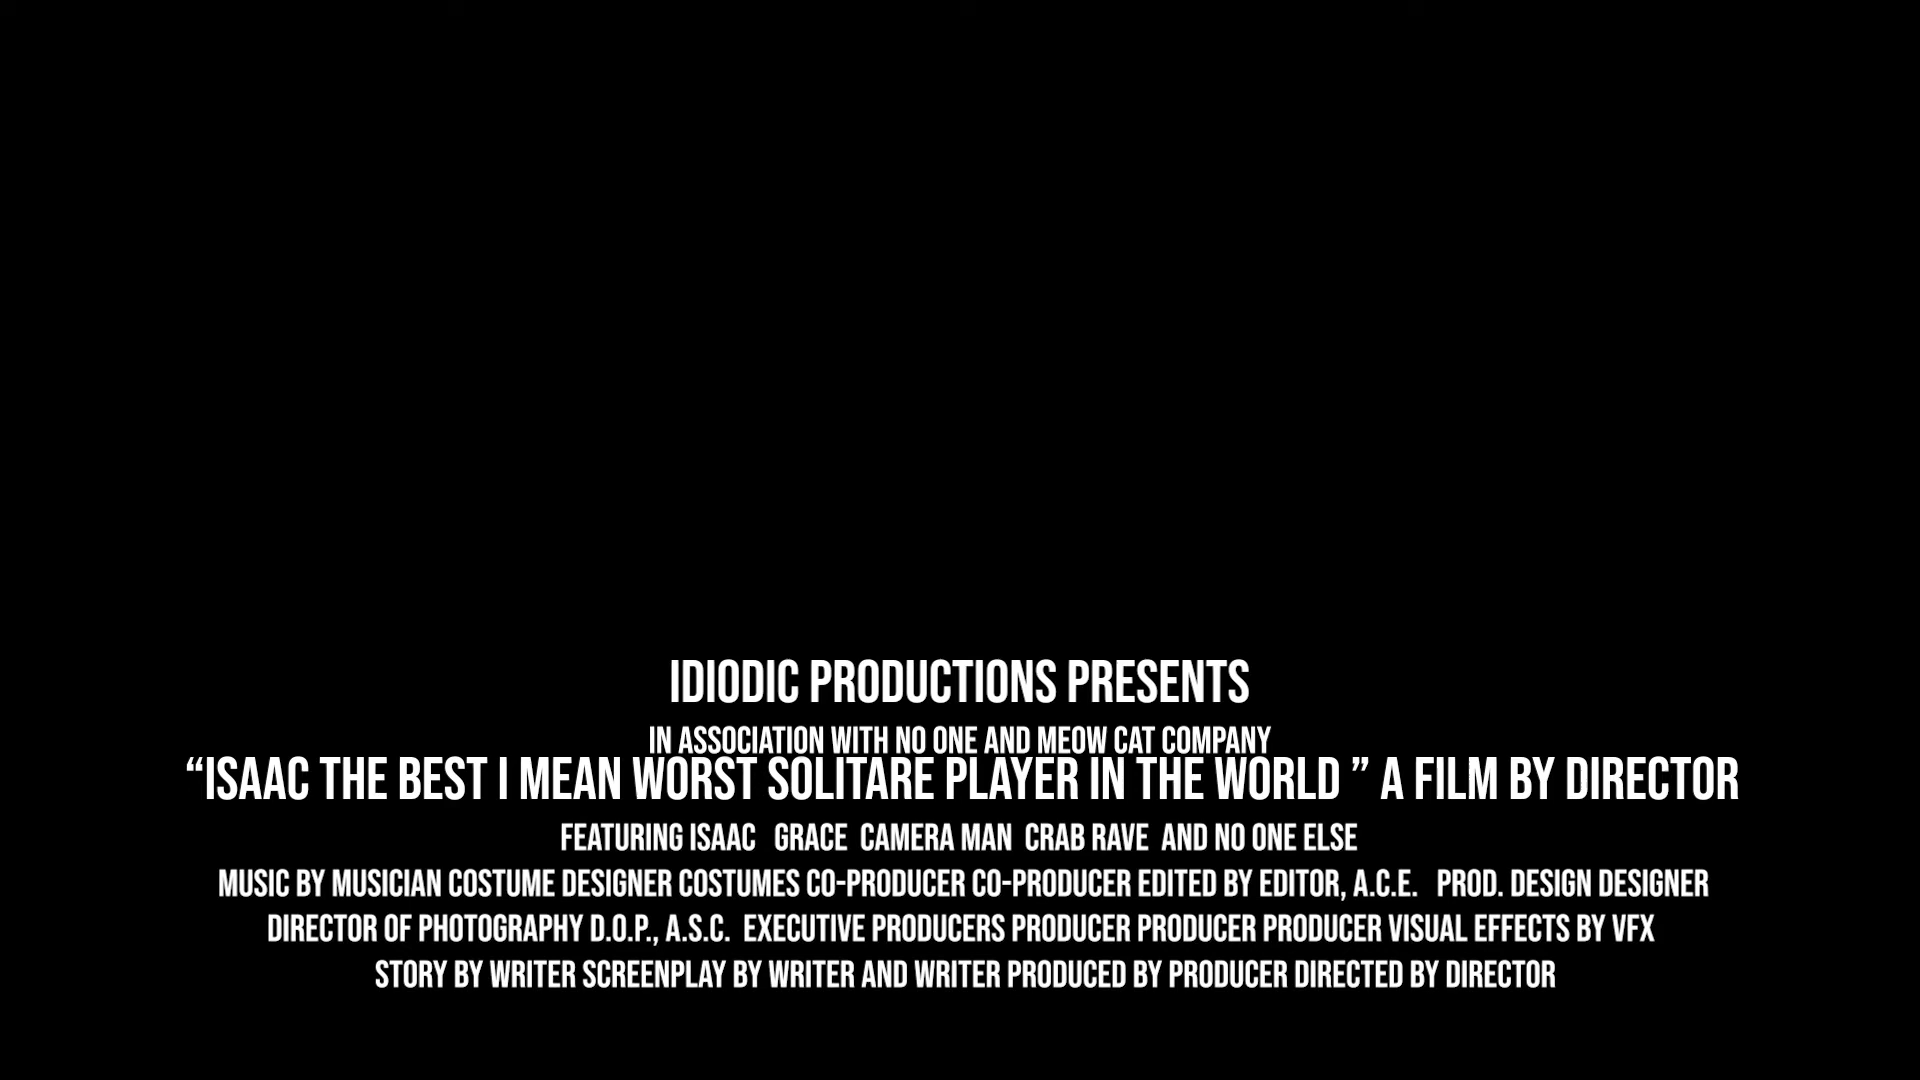 IDIODIC PRODUCTIONS PRESENTS
IN ASSOCIATION WITH NO ONE AND MEOW CAT COMPANY
“ISAAC THE BEST I MEAN WORST SOLITARE PLAYER IN THE WORLD ” A FILM BY DIRECTOR
FEATURING ISAAC GRACE CAMERA MAN CRAB RAVE AND NO ONE ELSE
MUSIC BY MUSICIAN COSTUME DESIGNER COSTUMES CO-PRODUCER CO-PRODUCER EDITED BY EDITOR, A.C.E. PROD. DESIGN DESIGNER
DIRECTOR OF PHOTOGRAPHY D.O.P., A.S.C. EXECUTIVE PRODUCERS PRODUCER PRODUCER PRODUCER VISUAL EFFECTS BY VFX
STORY BY WRITER SCREENPLAY BY WRITER AND WRITER PRODUCED BY PRODUCER DIRECTED BY DIRECTOR